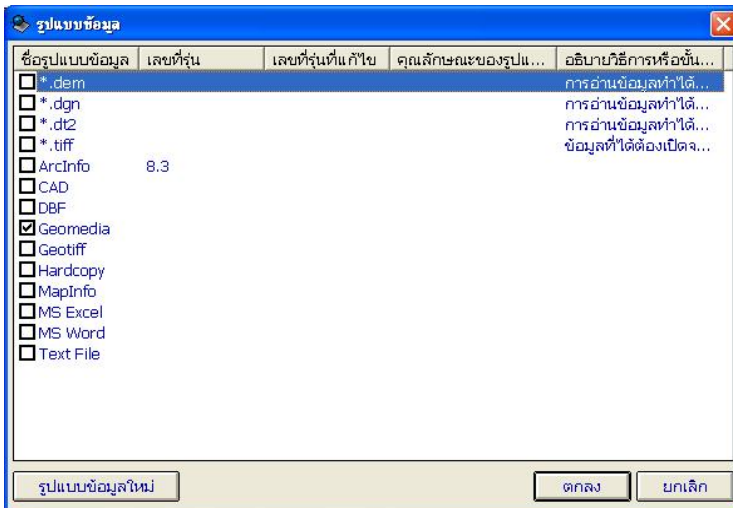 รูปแบบข้อมูล
ชื่อรูปแบบข้อมูล เลขที่รุ่น เลขที่รุ่นที่แก้ไข คุณลักษณะของรูปแ... อธิบายวิธีการหรือขั้น...
*.dem การอ่านข้อมูลทำได้...
*.dgn การอ่านข้อมูลทำได้...
*.dt2 การอ่านข้อมูลทำได้...
*.tiff ข้อมูลที่ได้ต้องเปิดจ...
ArcInfo 8.3
CAD
DBF
Geomedia
Geotiff
Hardcopy
MapInfo
MS Excel
MS Word
Text File
รูปแบบข้อมูลใหม่ ตกลง ยกเลิก